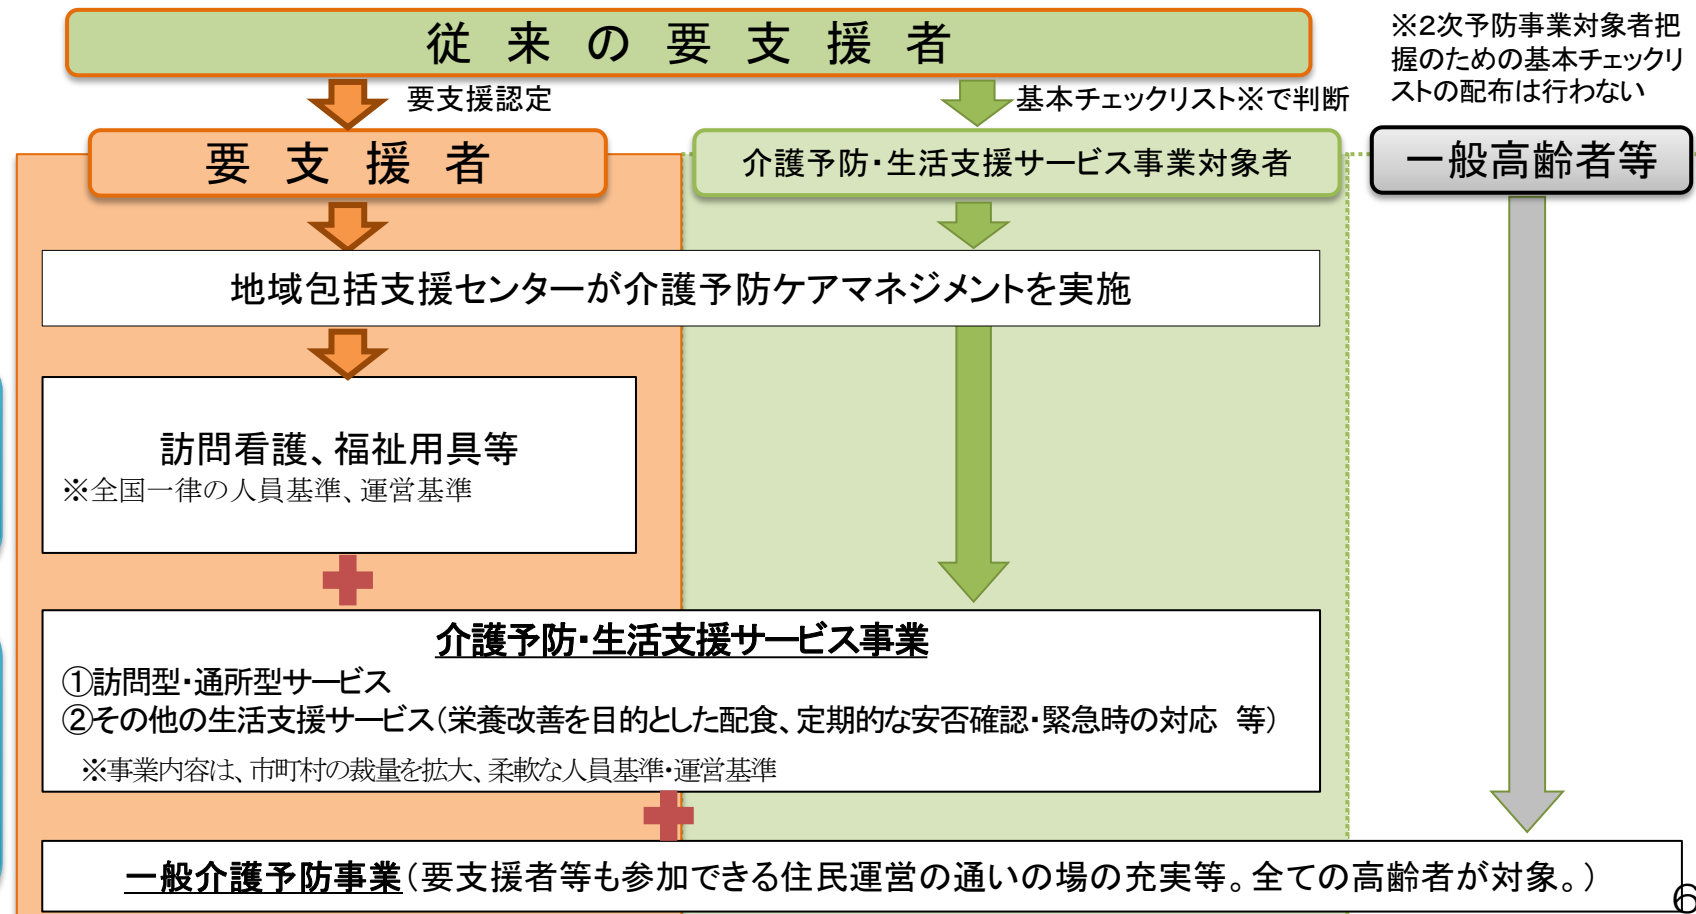 従来の要支援者
※2次予防事業対象者把
握のための基本チェックリ
ストの配布は行わない
要支援認定
基本チェックリスト※で判断
要支援者
介護予防・生活支援サービス事業対象者
一般高齢者等
地域包括支援センターが介護予防ケアマネジメントを実施
訪問看護、福祉用具等
※全国一律の人員基準、運営基準
介護予防・生活支援サービス事業
①訪問型・通所型サービス
②その他の生活支援サービス(栄養改善を目的とした配食、定期的な安否確認・緊急時の対応 等)
※事業内容は、市町村の裁量を拡大、柔軟な人員基準・運営基準
一般介護予防事業(要支援者等も参加できる住民運営の通いの場の充実等。全ての高齢者が対象。)
6